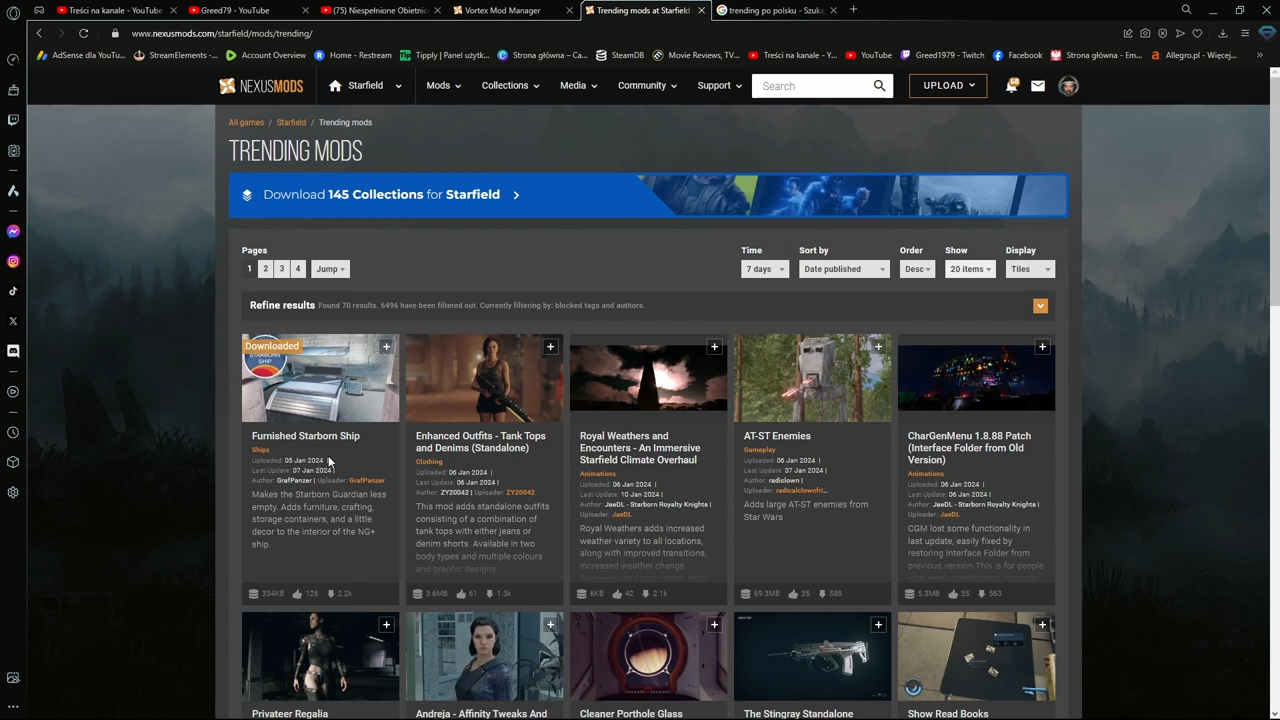 Treści na kanale - YouTube
Greed79 - YouTube
(75) Niespełnione Obietnic
Vortex Mod Manager
Trending mods at Starfield
trending po polsku - Szuka
www.nexusmods.com/starfield/mods/trending/
AdSense dla YouTu...
StreamElements -...
Account Overview
Home - Restream
Tipply | Panel użytk...
Strona główna – Ca...
SteamDB
Movie Reviews, TV...
Treści na kanale - Y...
YouTube
Greed1979 - Twitch
Facebook
Strona główna - Em...
Allegro.pl - Więcej...
NEXUSMODS
Starfield
Mods
Collections
Media
Community
Support
Search
UPLOAD
68
All games / Starfield / Trending mods
TRENDING MODS
Download 145 Collections for Starfield
Pages
1 2 3 4 Jump
Time
7 days
Sort by
Date published
Order
Desc
Show
20 items
Display
Tiles
Refine results Found 70 results. 6496 have been filtered out. Currently filtering by: blocked tags and authors.
Downloaded
STARBORN SHIP
Furnished Starborn Ship
Ships
Uploaded: 05 Jan 2024 |
Last Update: 07 Jan 2024
Author: GrafPanzer | Uploader: GrafPanzer
Makes the Starborn Guardian less
empty. Adds furniture, crafting,
storage containers, and a little
decor to the interior of the NG+
ship.
334KB 126 2.2k
Enhanced Outfits - Tank Tops
and Denims (Standalone)
Clothing
Uploaded: 06 Jan 2024 |
Last Update: 06 Jan 2024 |
Author: ZY20042 | Uploader: ZY20042
This mod adds standalone outfits
consisting of a combination of
tank tops with either jeans or
denim shorts. Available in two
body types and multiple colours
and graphic designs.
3.6MB 61 1.3k
Royal Weathers and
Encounters - An Immersive
Starfield Climate Overhaul
Animations
Uploaded: 06 Jan 2024 |
Last Update: 10 Jan 2024 |
Author: JaeDL - Starborn Royalty Knights |
Uploader: JaeDL
Royal Weathers adds increased
weather variety to all locations,
along with improved transitions,
increased weather change
6KB 42 2.1k
AT-ST Enemies
Gameplay
Uploaded: 06 Jan 2024 |
Last Update: 07 Jan 2024 |
Author: radiclown |
Uploader: radicalclownfri...
Adds large AT-ST enemies from
Star Wars
69.3MB 35 588
CharGenMenu 1.8.88 Patch
(Interface Folder from Old
Version)
Animations
Uploaded: 06 Jan 2024 |
Last Update: 06 Jan 2024 |
Author: JaeDL - Starborn Royalty Knights |
Uploader: JaeDL
CGM lost some functionality in
last update, easily fixed by
restoring Interface Folder from
previous version.This is for people
5.3MB 35 563
Privateer Regalia
Andreja - Affinity Tweaks And
Cleaner Porthole Glass
The Stingray Standalone
Show Read Books